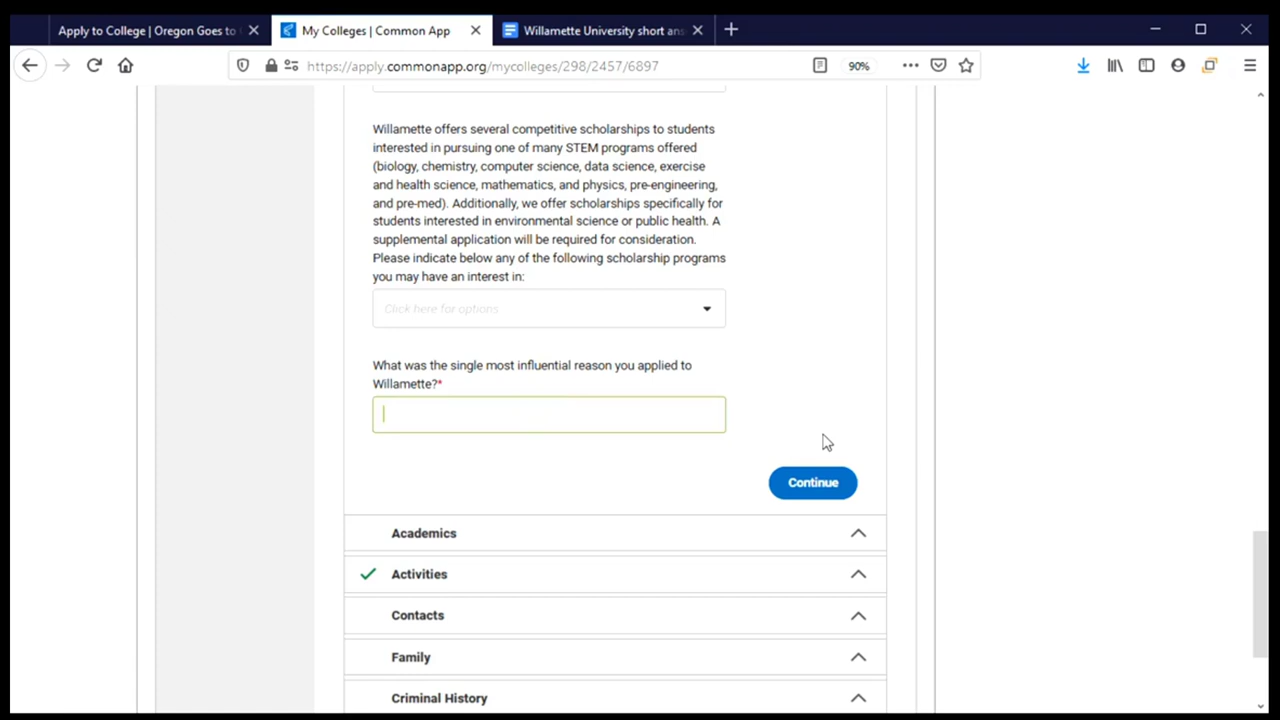 Apply to College | Oregon Goes to
My Colleges | Common App
Willamette University short ans
https://apply.commonapp.org/mycolleges/298/2457/6897
90%
Willamette offers several competitive scholarships to students
interested in pursuing one of many STEM programs offered
(biology, chemistry, computer science, data science, exercise
and health science, mathematics, and physics, pre-engineering,
and pre-med). Additionally, we offer scholarships specifically for
students interested in environmental science or public health. A
supplemental application will be required for consideration.
Please indicate below any of the following scholarship programs
you may have an interest in:
Click here for options
What was the single most influential reason you applied to
Willamette?*
Continue
Academics
Activities
Contacts
Family
Criminal History